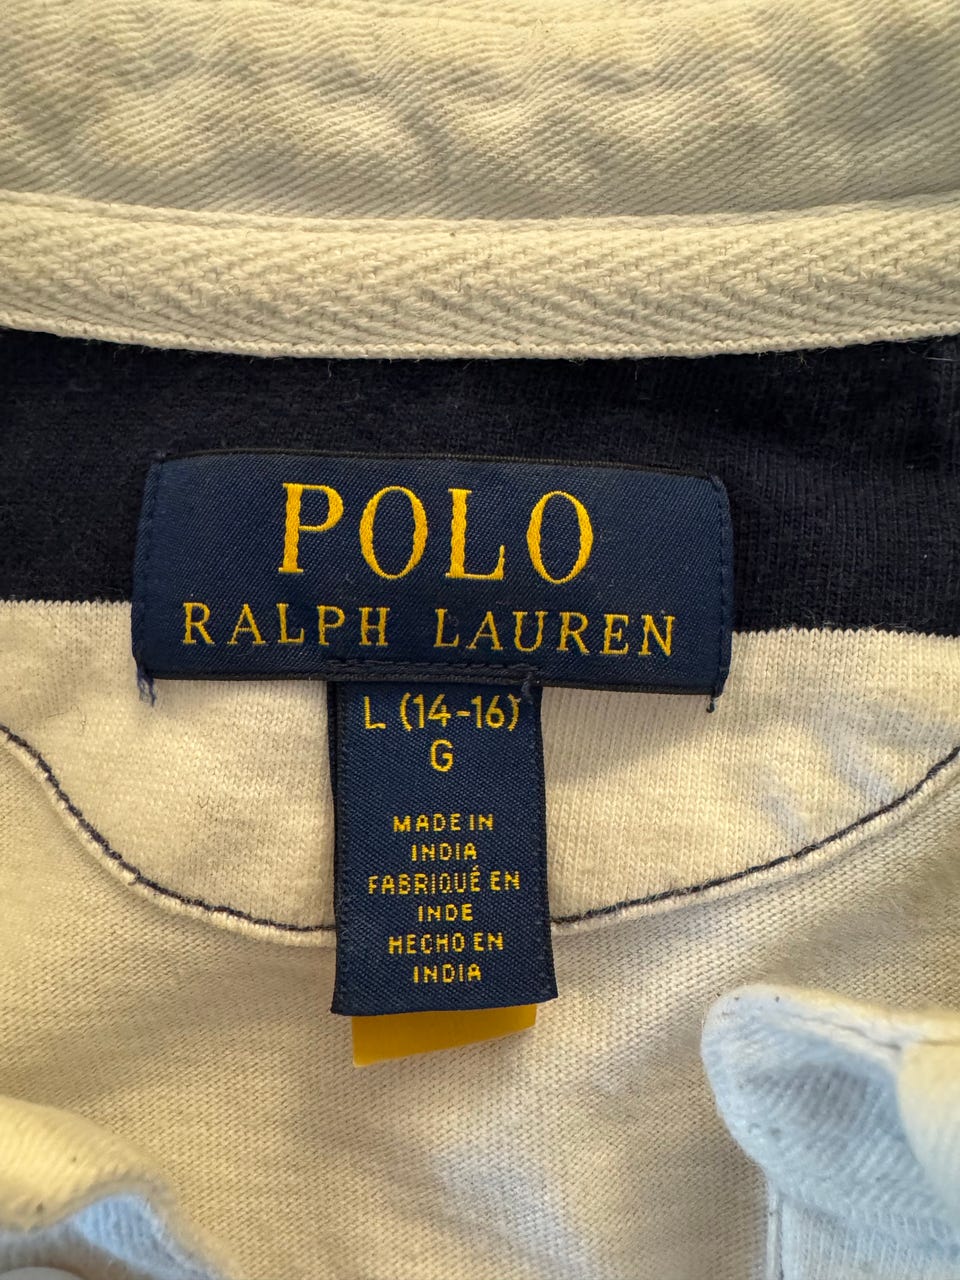 POLO
RALPH LAUREN
L (14-16)
G
MADE IN
INDIA
FABRIQUÉ EN
INDE
HECHO EN
INDIA